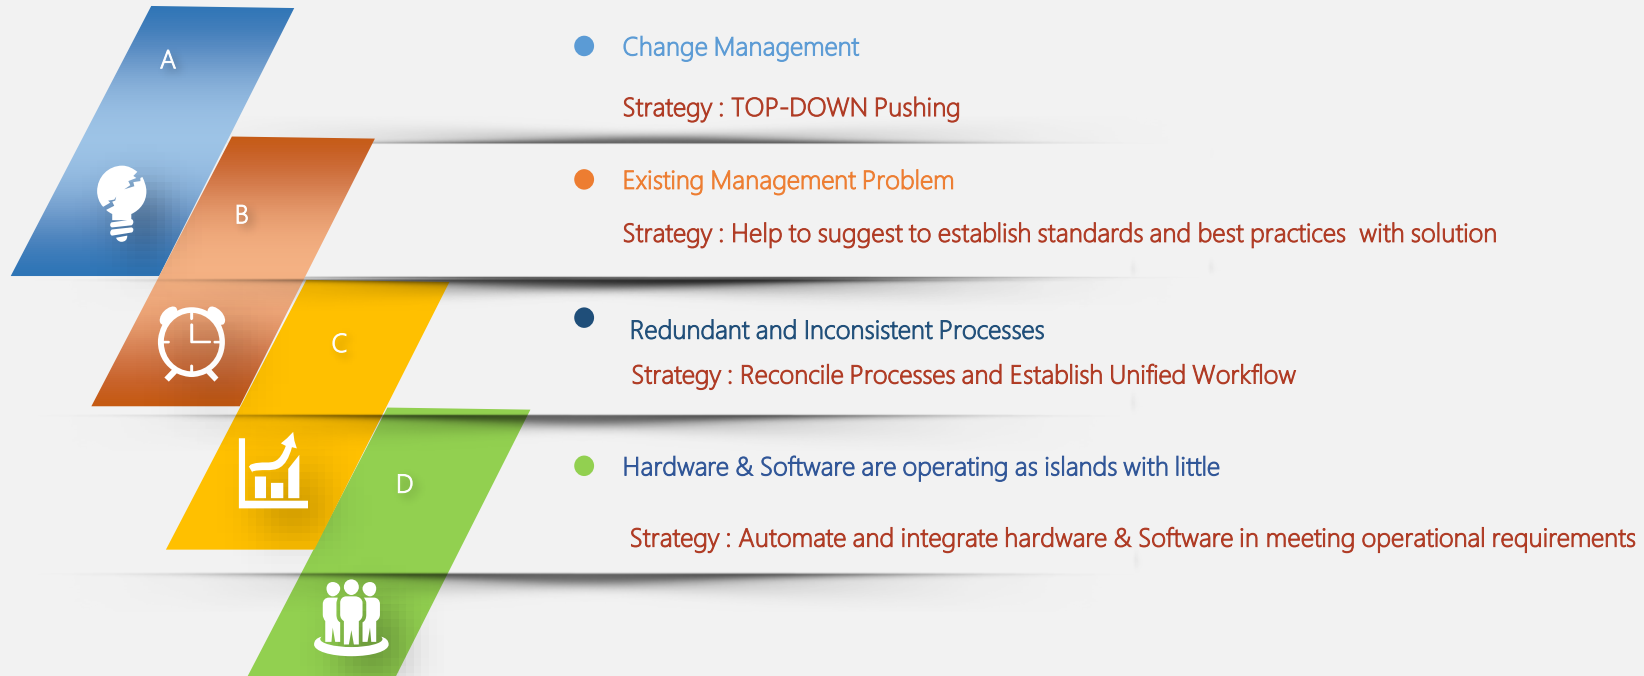 A
Change Management
Strategy : TOP-DOWN Pushing
B
Existing Management Problem
Strategy : Help to suggest to establish standards and best practices  with solution
C
Redundant and Inconsistent Processes
Strategy : Reconcile Processes and Establish Unified Workflow
D
Hardware & Software are operating as islands with little
Strategy : Automate and integrate hardware & Software in meeting operational requirements